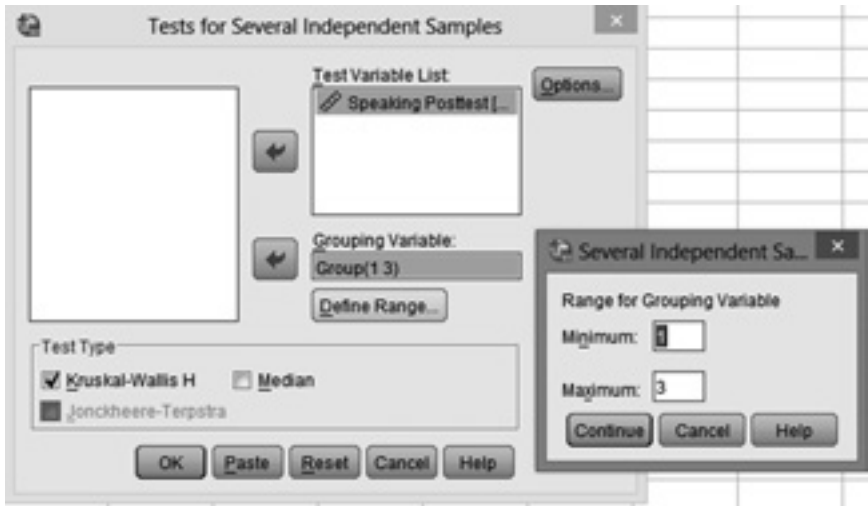 Tests for Several Independent Samples
Test Variable List:
Speaking Posttest [...
Options...
Grouping Variable:
Group(1 3)
Define Range...
Test Type
Kruskal-Wallis H
Median
Jonckheere-Terpstra
OK
Paste
Reset
Cancel
Help
Several Independent Sa...
Range for Grouping Variable
Minimum: 1
Maximum: 3
Continue
Cancel
Help